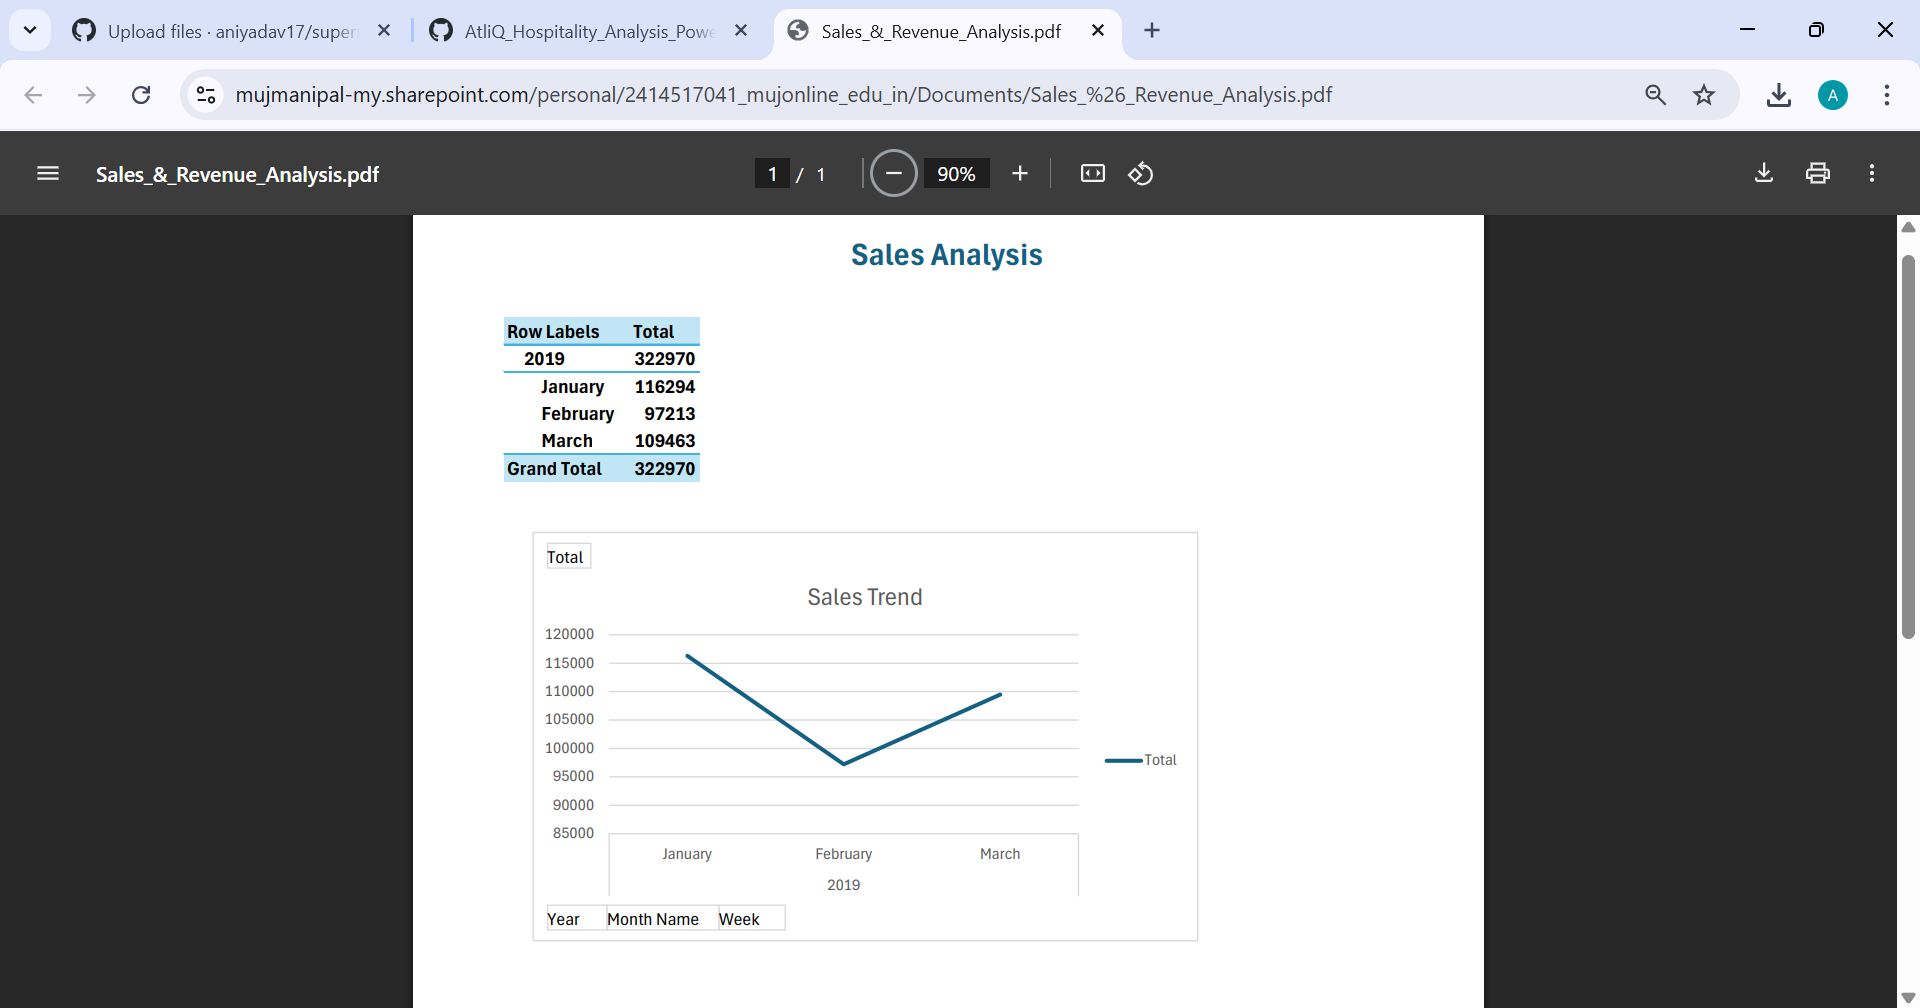 Upload files · aniyadav17/super
AtliQ_Hospitality_Analysis_Powe
Sales_&_Revenue_Analysis.pdf
mujmanipal-my.sharepoint.com/personal/2414517041_mujonline_edu_in/Documents/Sales_%26_Revenue_Analysis.pdf
A
Sales_&_Revenue_Analysis.pdf
1 / 1
90%
Sales Analysis
Row Labels Total
2019 322970
January 116294
February 97213
March 109463
Grand Total 322970
Total
Sales Trend
120000
115000
110000
105000
100000
95000
90000
85000
Total
January February March
2019
Year Month Name Week